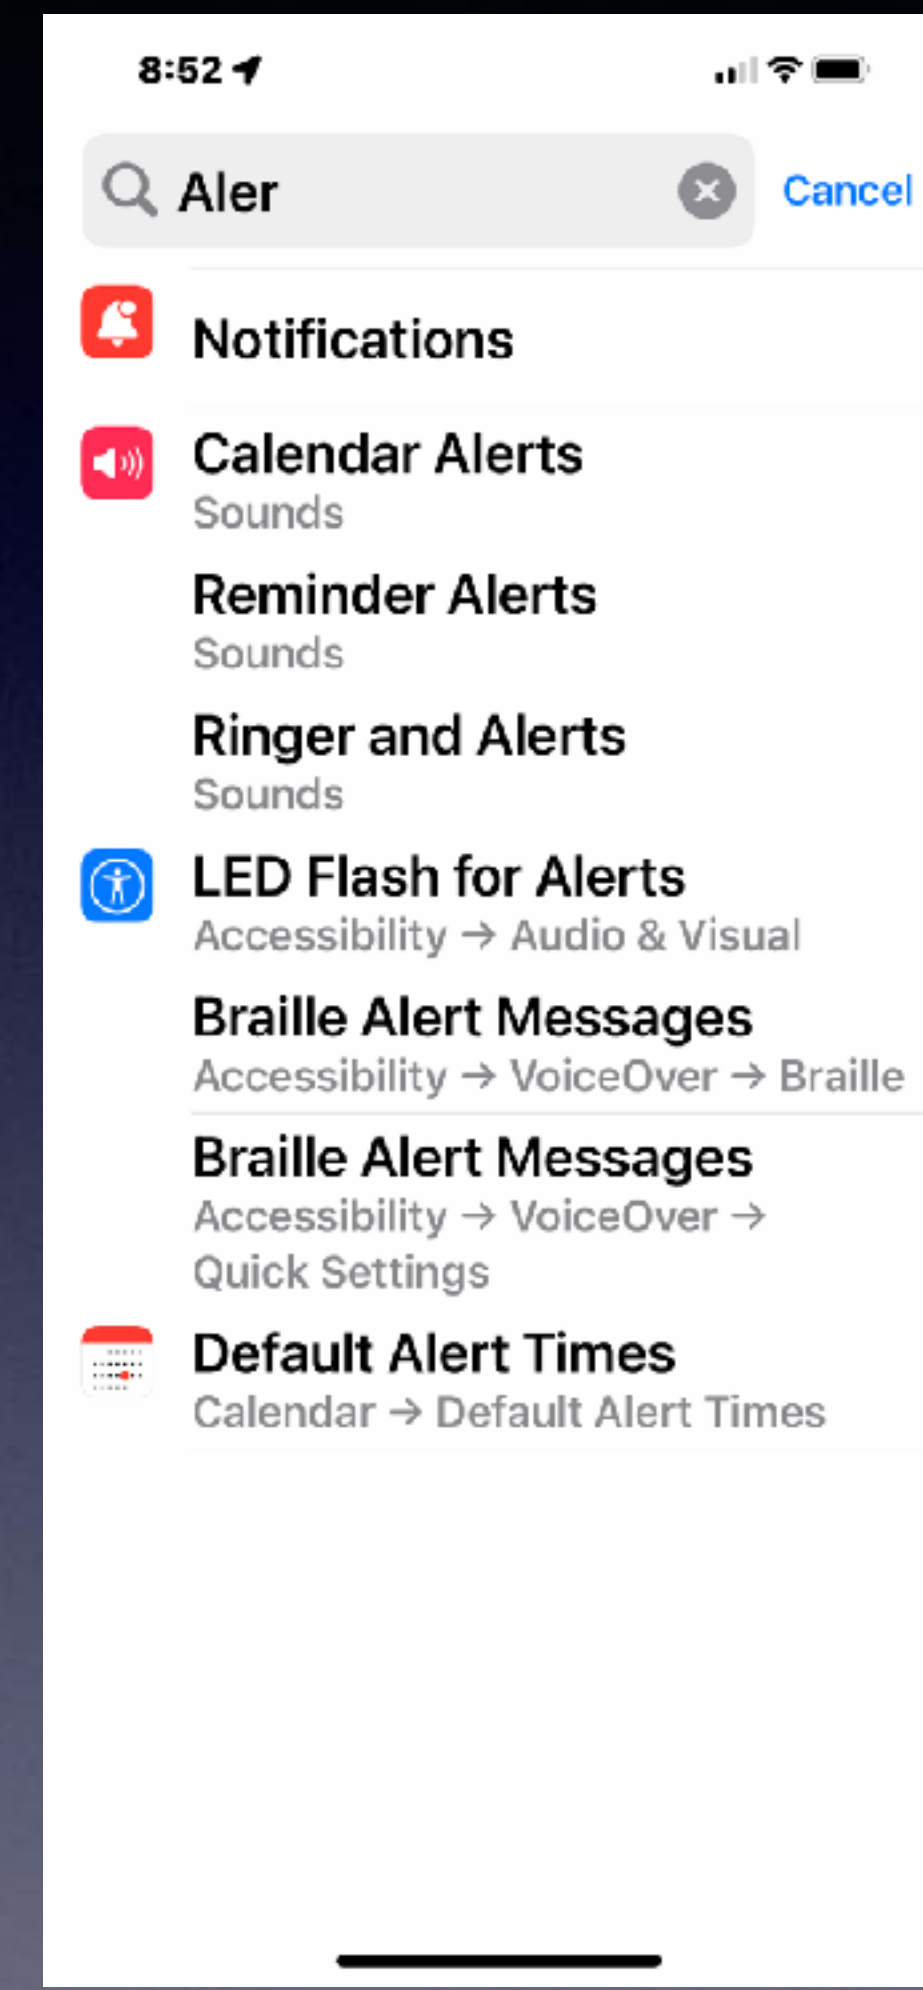 8:52
Aler
Cancel
Notifications
Calendar Alerts
Sounds
Reminder Alerts
Sounds
Ringer and Alerts
Sounds
LED Flash for Alerts
Accessibility → Audio & Visual
Braille Alert Messages
Accessibility → VoiceOver → Braille
Braille Alert Messages
Accessibility → VoiceOver →
Quick Settings
Default Alert Times
Calendar → Default Alert Times